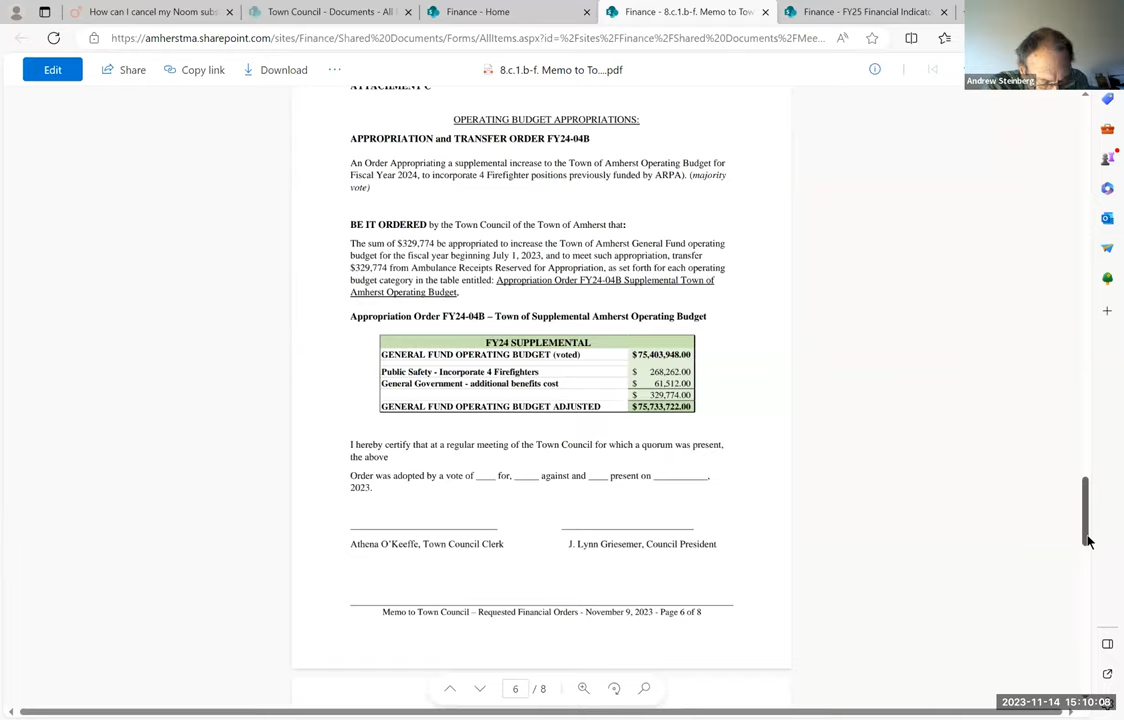 How can I cancel my Noom subs
Town Council - Documents - All I
Finance - Home
Finance - 8.c.1.b-f. Memo to Tow
Finance - FY25 Financial Indicato
https://amherstma.sharepoint.com/sites/Finance/Shared%20Documents/Forms/AllItems.aspx?id=%2Fsites%2FFinance%2FShared%20Documents%2FMee...
Edit
Share
Copy link
Download
8.c.1.b-f. Memo to To....pdf
Andrew Steinberg
ATTACHMENT C
OPERATING BUDGET APPROPRIATIONS:
APPROPRIATION and TRANSFER ORDER FY24-04B
An Order Appropriating a supplemental increase to the Town of Amherst Operating Budget for
Fiscal Year 2024, to incorporate 4 Firefighter positions previously funded by ARPA). (majority
vote)
BE IT ORDERED by the Town Council of the Town of Amherst that:
The sum of $329,774 be appropriated to increase the Town of Amherst General Fund operating
budget for the fiscal year beginning July 1, 2023, and to meet such appropriation, transfer
$329,774 from Ambulance Receipts Reserved for Appropriation, as set forth for each operating
budget category in the table entitled: Appropriation Order FY24-04B Supplemental Town of
Amherst Operating Budget,
Appropriation Order FY24-04B – Town of Supplemental Amherst Operating Budget
FY24 SUPPLEMENTAL
GENERAL FUND OPERATING BUDGET (voted) $75,403,948.00
Public Safety - Incorporate 4 Firefighters $ 268,262.00
General Government - additional benefits cost $ 61,512.00
$ 329,774.00
GENERAL FUND OPERATING BUDGET ADJUSTED $75,733,722.00
I hereby certify that at a regular meeting of the Town Council for which a quorum was present,
the above
Order was adopted by a vote of ____ for, _____ against and ____ present on ___________,
2023.
Athena O'Keeffe, Town Council Clerk J. Lynn Griesemer, Council President
Memo to Town Council – Requested Financial Orders - November 9, 2023 - Page 6 of 8
6 / 8
2023-11-14 15:10:08